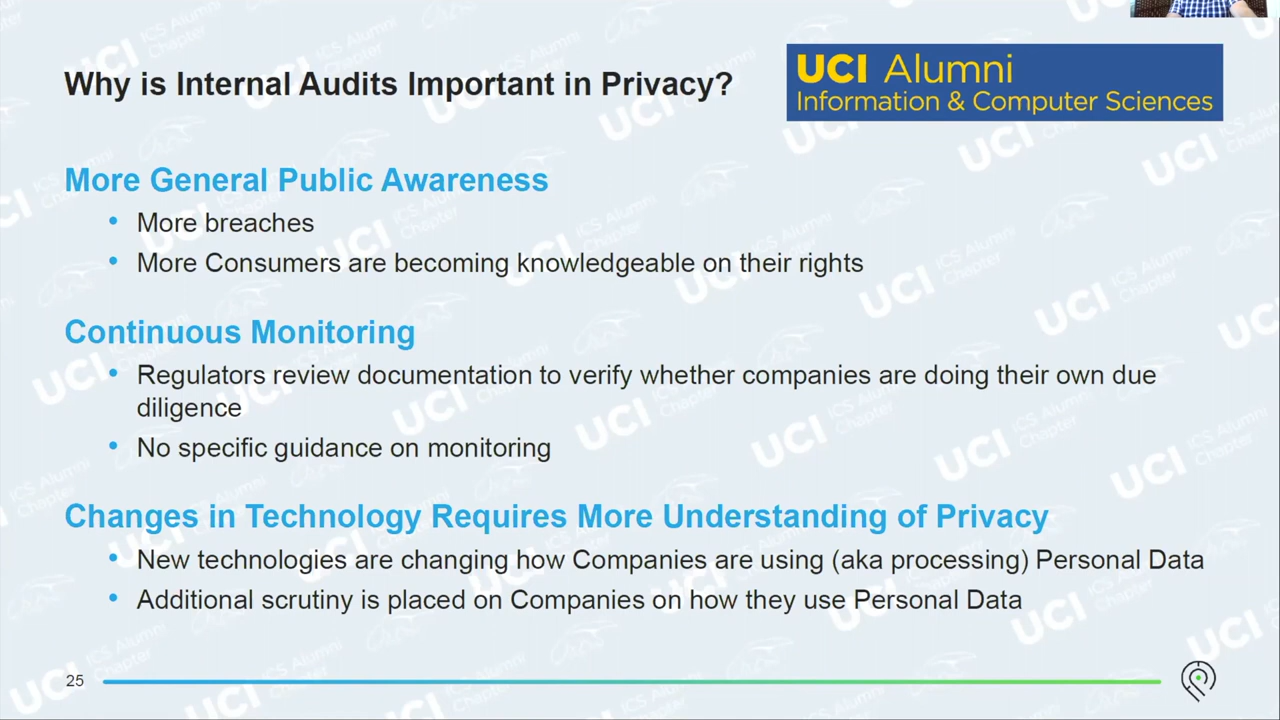 Why is Internal Audits Important in Privacy?
UCI Alumni
Information & Computer Sciences
More General Public Awareness
• More breaches
• More Consumers are becoming knowledgeable on their rights
Continuous Monitoring
• Regulators review documentation to verify whether companies are doing their own due
diligence
• No specific guidance on monitoring
Changes in Technology Requires More Understanding of Privacy
• New technologies are changing how Companies are using (aka processing) Personal Data
• Additional scrutiny is placed on Companies on how they use Personal Data
25
UCI ICS Alumni Chapter